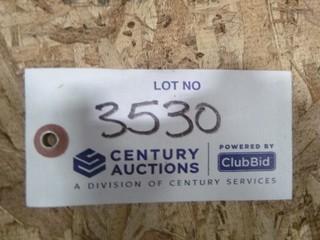 LOT NO
3530
CENTURY AUCTIONS
POWERED BY
ClubBid
A DIVISION OF CENTURY SERVICES